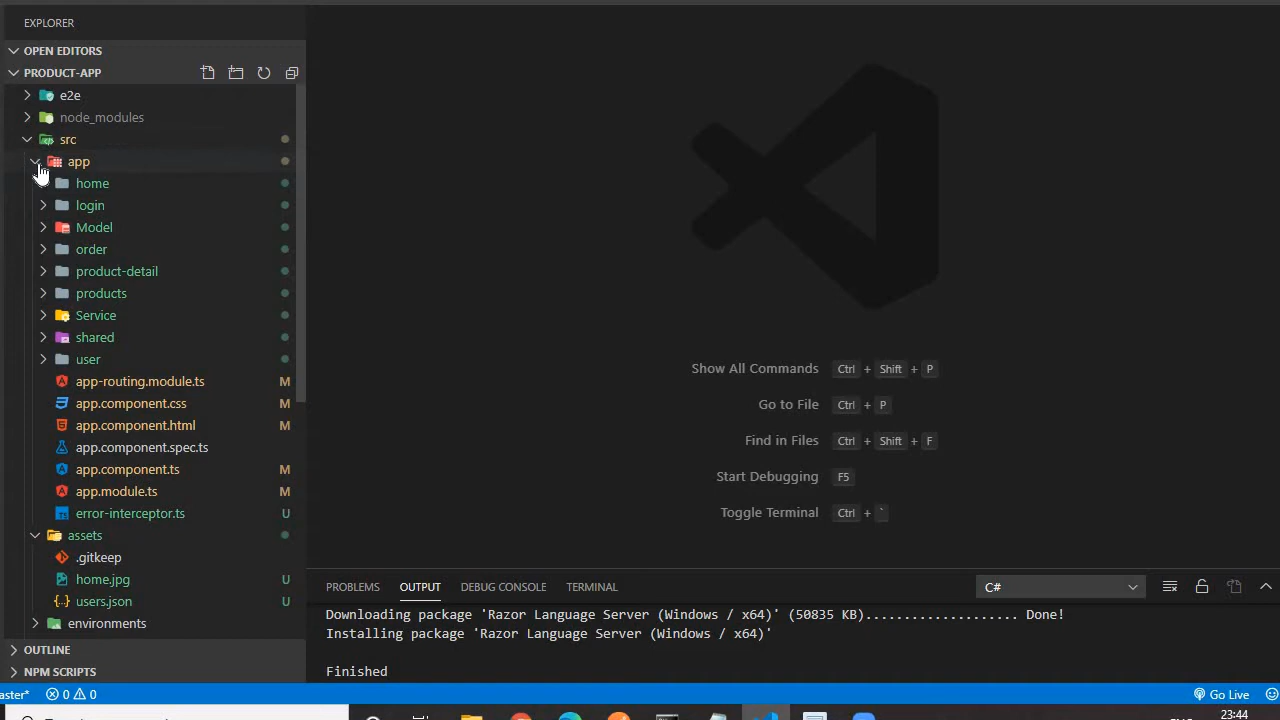 EXPLORER
OPEN EDITORS
PRODUCT-APP
e2e
node_modules
src
app
home
login
Model
order
product-detail
products
Service
shared
user
app-routing.module.ts M
app.component.css M
app.component.html M
app.component.spec.ts
app.component.ts M
app.module.ts M
error-interceptor.ts U
assets
.gitkeep
home.jpg U
users.json U
environments
OUTLINE
NPM SCRIPTS
Show All Commands Ctrl + Shift + P
Go to File Ctrl + P
Find in Files Ctrl + Shift + F
Start Debugging F5
Toggle Terminal Ctrl + `
PROBLEMS OUTPUT DEBUG CONSOLE TERMINAL C#
Downloading package 'Razor Language Server (Windows / x64)' (50835 KB).................... Done!
Installing package 'Razor Language Server (Windows / x64)'
Finished
aster* 0 0 Go Live
23:44